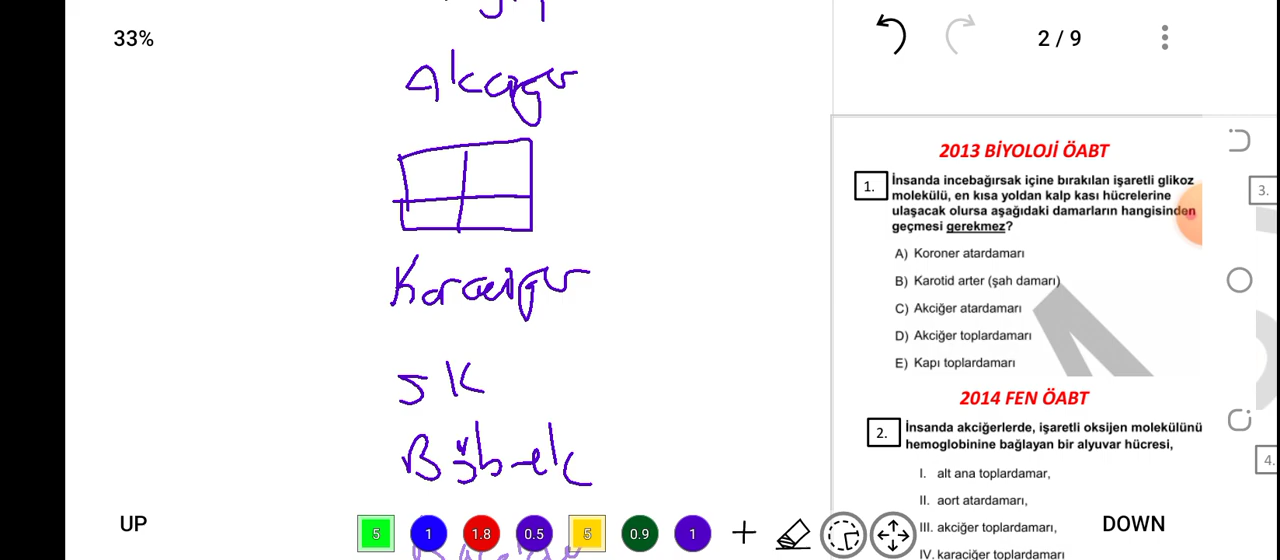 33%
2 / 9
Akciğer
Karaciğer
SK
Böbrek
2013 BİYOLOJİ ÖABT
1. İnsanda incebağırsak içine bırakılan işaretli glikoz
molekülü, en kısa yoldan kalp kası hücrelerine
ulaşacak olursa aşağıdaki damarların hangisinden
geçmesi gerekmez?
A) Koroner atardamarı
B) Karotid arter (şah damarı)
C) Akciğer atardamarı
D) Akciğer toplardamarı
E) Kapı toplardamarı
2014 FEN ÖABT
2. İnsanda akciğerlerde, işaretli oksijen molekülünü
hemoglobinine bağlayan bir alyuvar hücresi,
I. alt ana toplardamar,
II. aort atardamarı,
III. akciğer toplardamarı,
IV. karaciğer toplardamarı
3.
4.
UP
5 1 1.8 0.5 5 0.9 1
DOWN